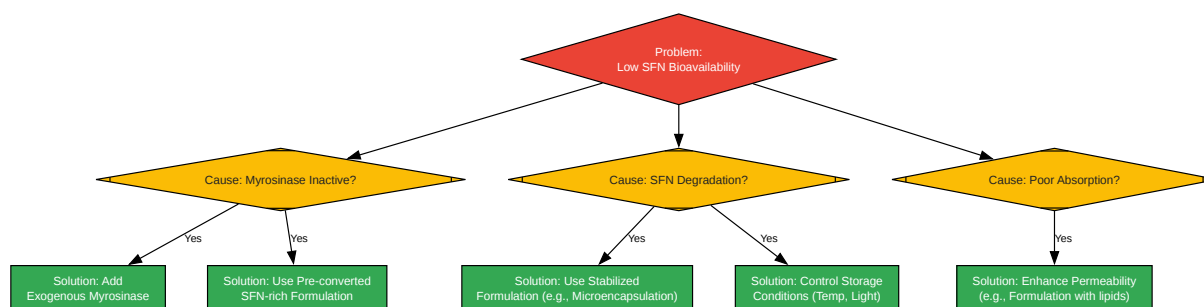 Problem:
Low SFN Bioavailability
Cause: Myrosinase Inactive?
Cause: SFN Degradation?
Cause: Poor Absorption?
Yes
Yes
Yes
Yes
Yes
Solution: Add
Exogenous Myrosinase
Solution: Use Pre-converted
SFN-rich Formulation
Solution: Use Stabilized
Formulation (e.g., Microencapsulation)
Solution: Control Storage
Conditions (Temp, Light)
Solution: Enhance Permeability
(e.g., Formulation with lipids)